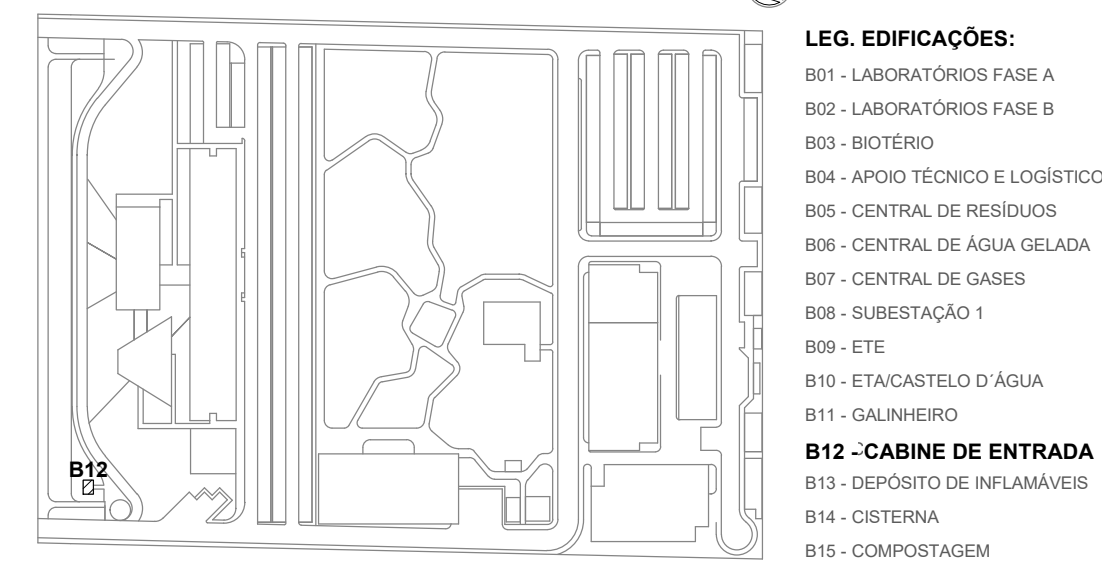 LEG. EDIFICAÇÕES:
B01 - LABORATÓRIOS FASE A
B02 - LABORATÓRIOS FASE B
B03 - BIOTÉRIO
B04 - APOIO TÉCNICO E LOGÍSTICO
B05 - CENTRAL DE RESÍDUOS
B06 - CENTRAL DE ÁGUA GELADA
B07 - CENTRAL DE GASES
B08 - SUBESTAÇÃO 1
B09 - ETE
B10 - ETA/CASTELO D´ÁGUA
B11 - GALINHEIRO
B12 - CABINE DE ENTRADA
B13 - DEPÓSITO DE INFLAMÁVEIS
B14 - CISTERNA
B15 - COMPOSTAGEM
B12